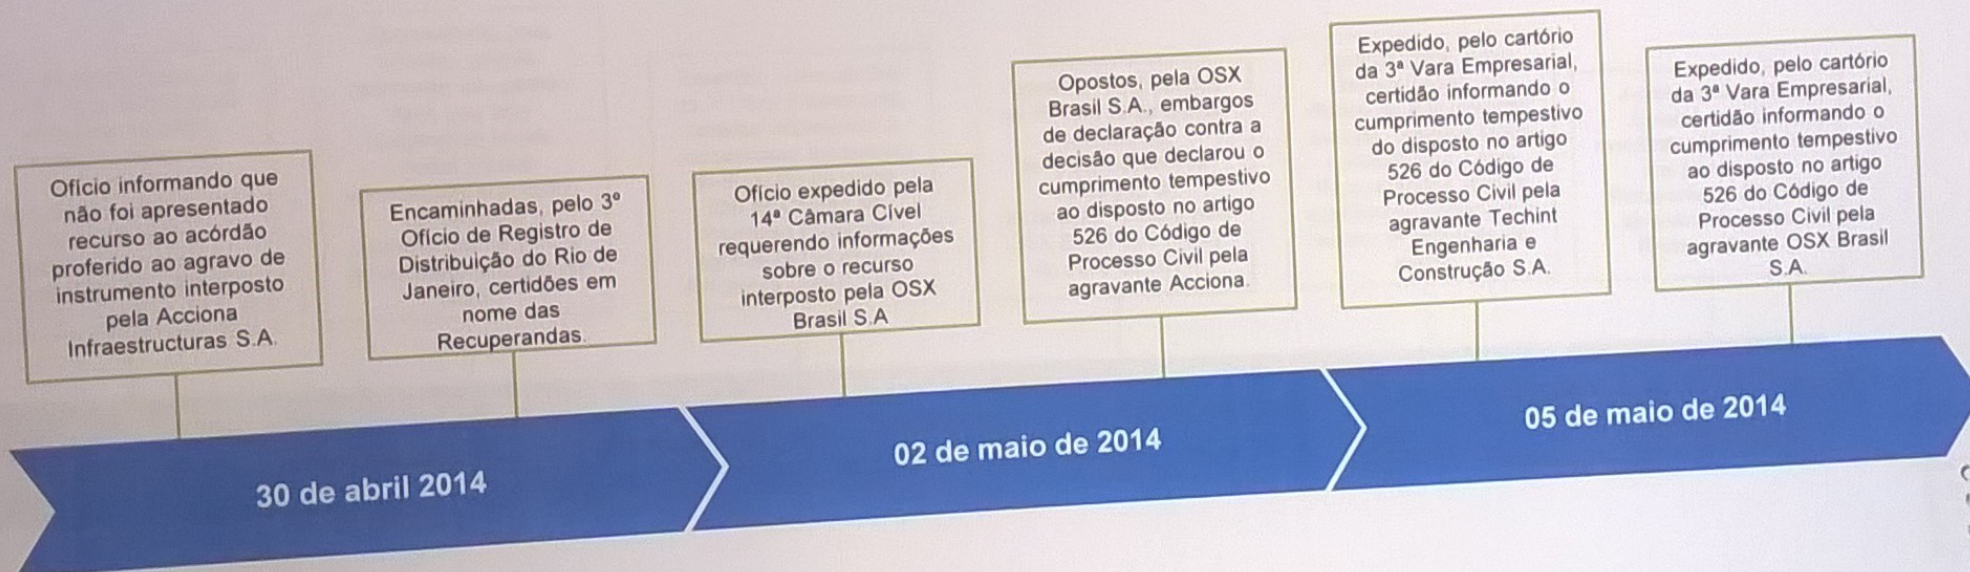 Ofício informando que
não foi apresentado
recurso ao acórdão
proferido ao agravo de
instrumento interposto
pela Acciona
Infraestructuras S.A.
Encaminhadas, pelo 3º
Ofício de Registro de
Distribuição do Rio de
Janeiro, certidões em
nome das
Recuperandas.
30 de abril 2014
Ofício expedido pela
14ª Câmara Cível
requerendo informações
sobre o recurso
interposto pela OSX
Brasil S.A
Opostos, pela OSX
Brasil S.A., embargos
de declaração contra a
decisão que declarou o
cumprimento tempestivo
ao disposto no artigo
526 do Código de
Processo Civil pela
agravante Acciona.
02 de maio de 2014
Expedido, pelo cartório
da 3ª Vara Empresarial,
certidão informando o
cumprimento tempestivo
do disposto no artigo
526 do Código de
Processo Civil pela
agravante Techint
Engenharia e
Construção S.A.
Expedido, pelo cartório
da 3ª Vara Empresarial,
certidão informando o
cumprimento tempestivo
ao disposto no artigo
526 do Código de
Processo Civil pela
agravante OSX Brasil
S.A.
05 de maio de 2014